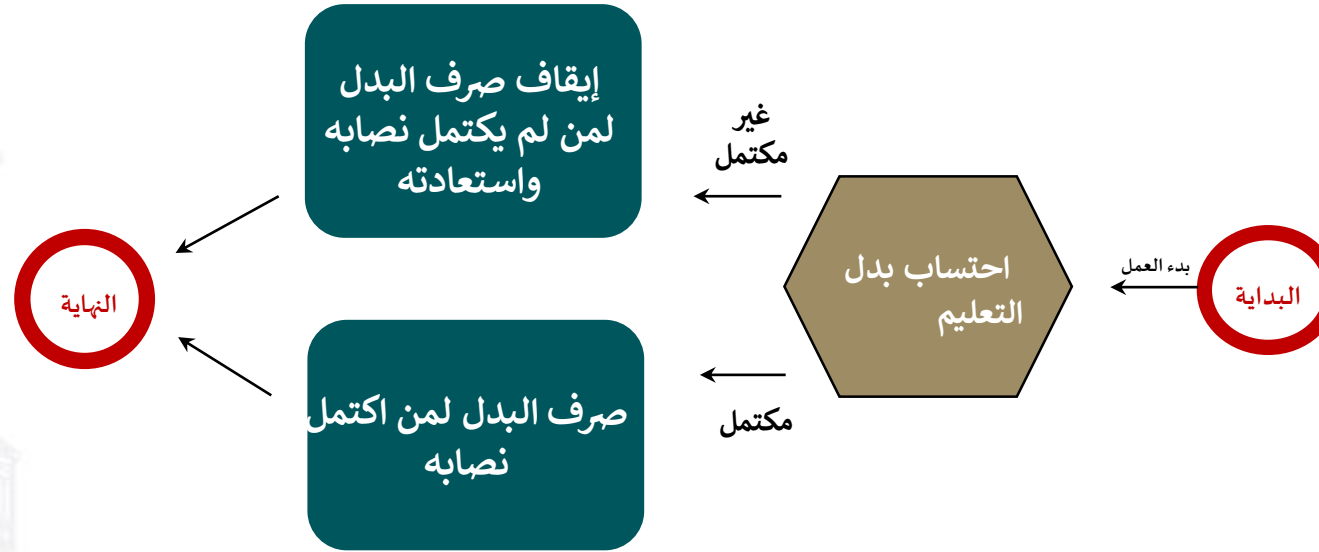 البداية
بدء العمل
احتساب بدل
التعليم
غير
مكتمل
إيقاف صرف البدل
لمن لم يكتمل نصابه
واستعادته
مكتمل
صرف البدل لمن اكتمل
نصابه
النهاية